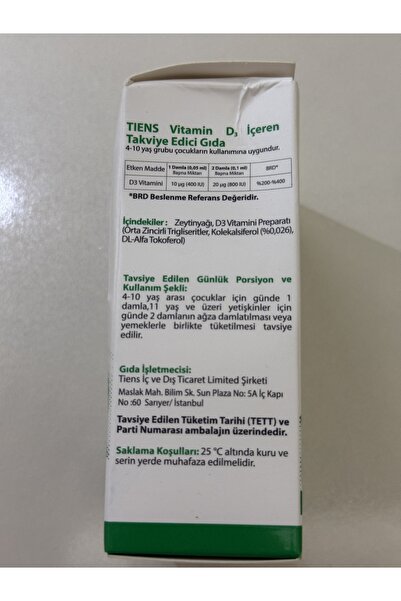 TIENS Vitamin D₃ İçeren
Takviye Edici Gıda
4-10 yaş grubu çocukların kullanımına uygundur.
Etken Madde 1 Damla (0,05 ml) Başına Miktarı 2 Damla (0,1 ml) Başına Miktarı BRD*
D3 Vitamini 10 µg (400 IU) 20 µg (800 IU) %200-%400
*BRD Beslenme Referans Değeridir.
İçindekiler : Zeytinyağı, D3 Vitamini Preparatı
(Orta Zincirli Trigliseritler, Kolekalsiferol (%0,026),
DL-Alfa Tokoferol)
Tavsiye Edilen Günlük Porsiyon ve
Kullanım Şekli:
4-10 yaş arası çocuklar için günde 1
damla,11 yaş ve üzeri yetişkinler için
günde 2 damlanın ağza damlatılması veya
yemeklerle birlikte tüketilmesi tavsiye
edilir.
Gıda İşletmecisi:
Tiens İç ve Dış Ticaret Limited Şirketi
Maslak Mah. Bilim Sk. Sun Plaza No: 5A İç Kapı
No :60 Sarıyer/ İstanbul
Tavsiye Edilen Tüketim Tarihi (TETT) ve
Parti Numarası ambalajın üzerindedir.
Saklama Koşulları: 25 °C altında kuru ve
serin yerde muhafaza edilmelidir.